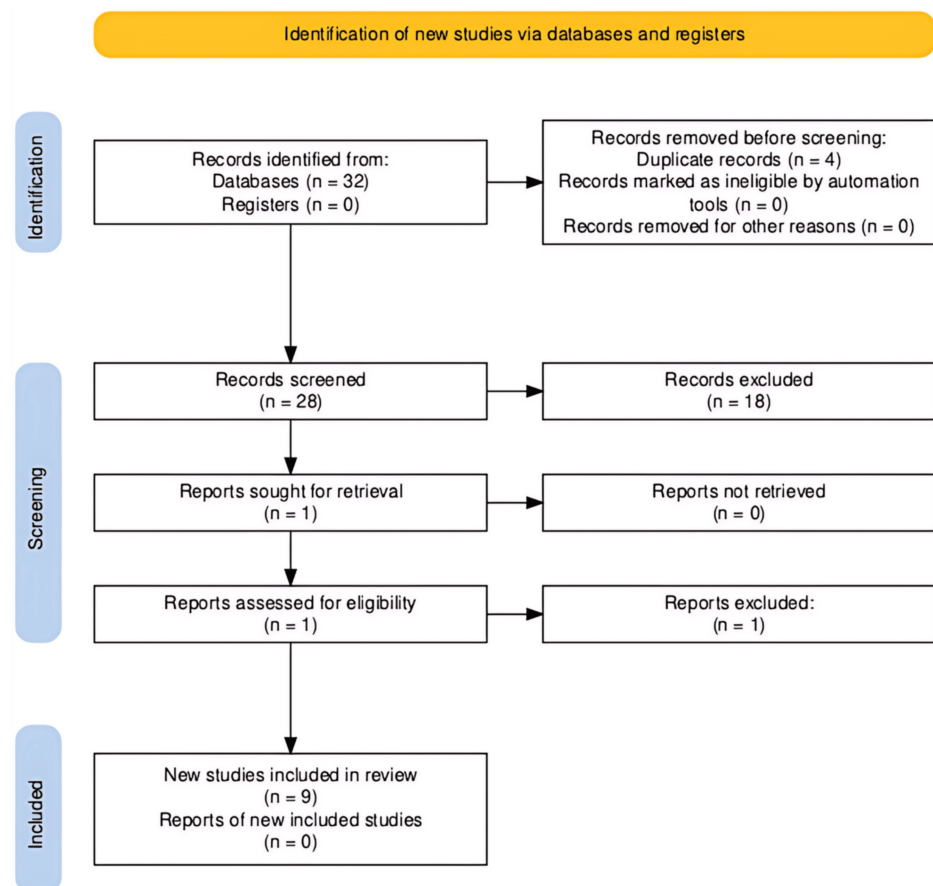 Identification of new studies via databases and registers
Identification
Records identified from:
Databases (n = 32)
Registers (n = 0)
Records removed before screening:
Duplicate records (n = 4)
Records marked as ineligible by automation
tools (n = 0)
Records removed for other reasons (n = 0)
Screening
Records screened
(n = 28)
Records excluded
(n = 18)
Reports sought for retrieval
(n = 1)
Reports not retrieved
(n = 0)
Reports assessed for eligibility
(n = 1)
Reports excluded:
(n = 1)
Included
New studies included in review
(n = 9)
Reports of new included studies
(n = 0)